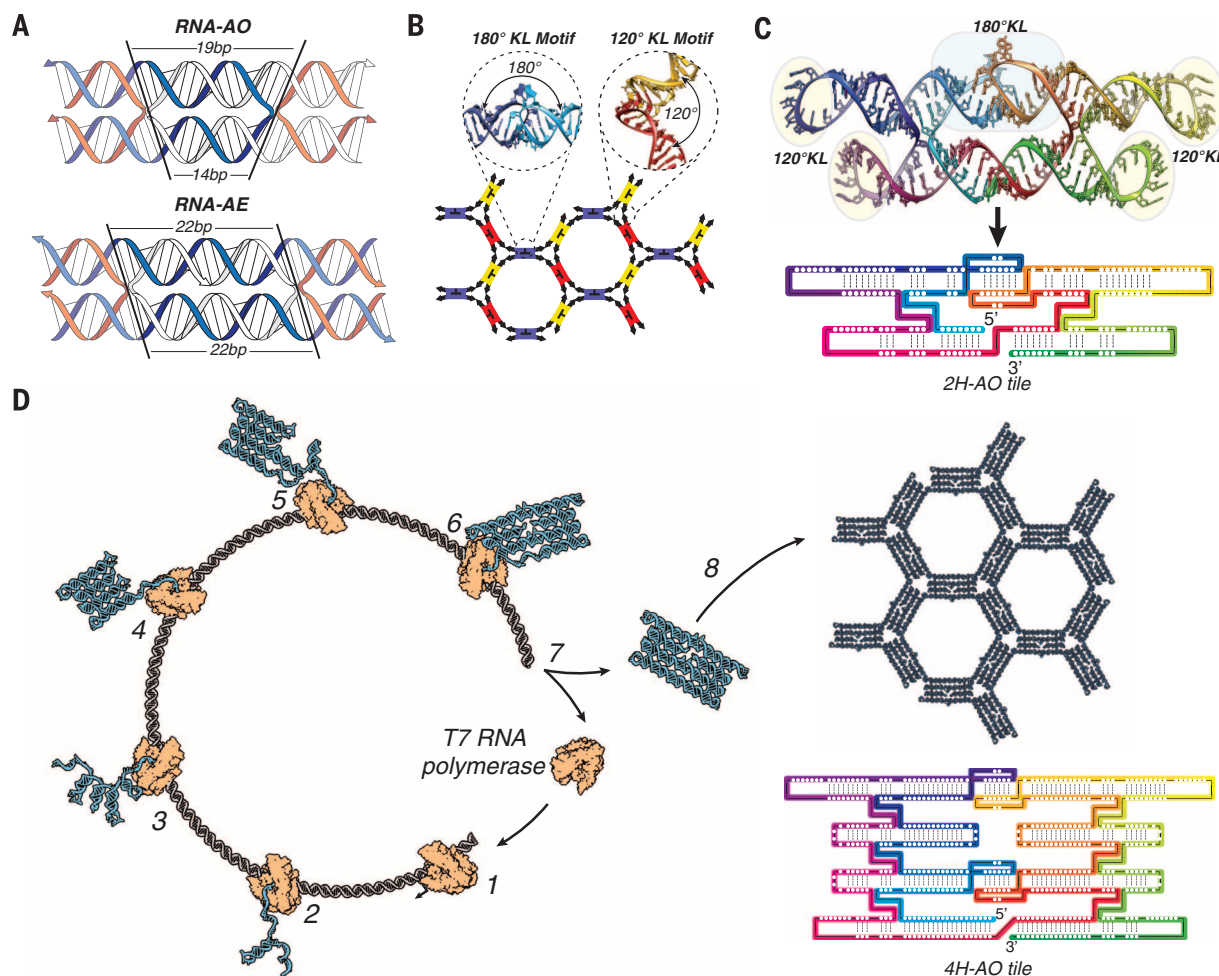 A
RNA-AO
19bp
14bp
RNA-AE
22bp
22bp
B
180° KL Motif
180°
120° KL Motif
120°
C
180°KL
120°KL
120°KL
5'
3'
2H-AO tile
D
5
6
4
3
2
1
7
8
T7 RNA
polymerase
5'
3'
4H-AO tile